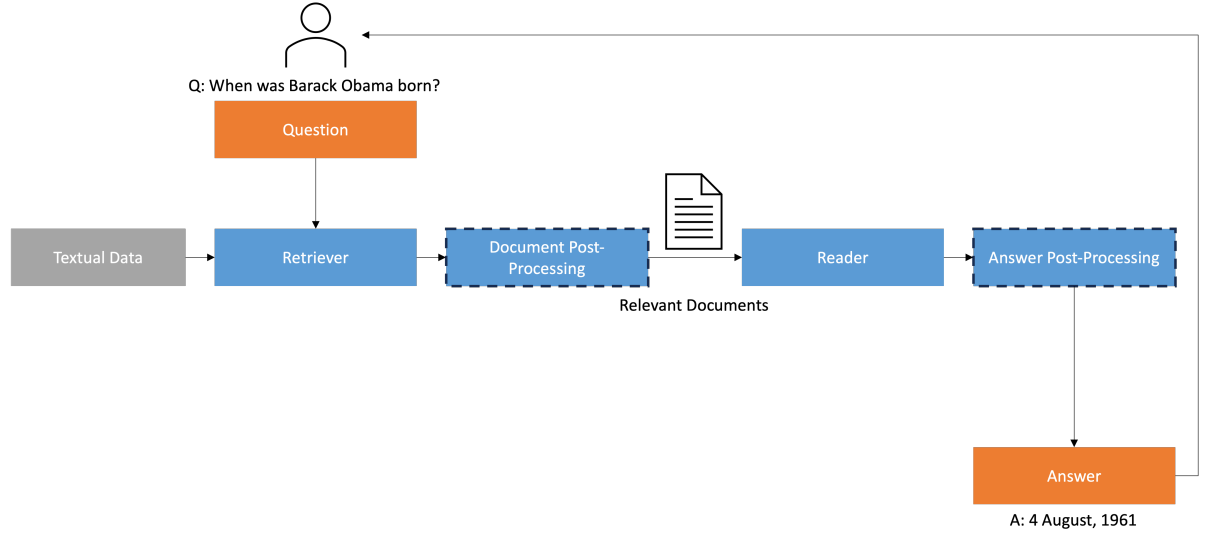 Q: When was Barack Obama born?
Question
Textual Data
Retriever
Document Post-
Processing
Reader
Answer Post-Processing
Relevant Documents
Answer
A: 4 August, 1961